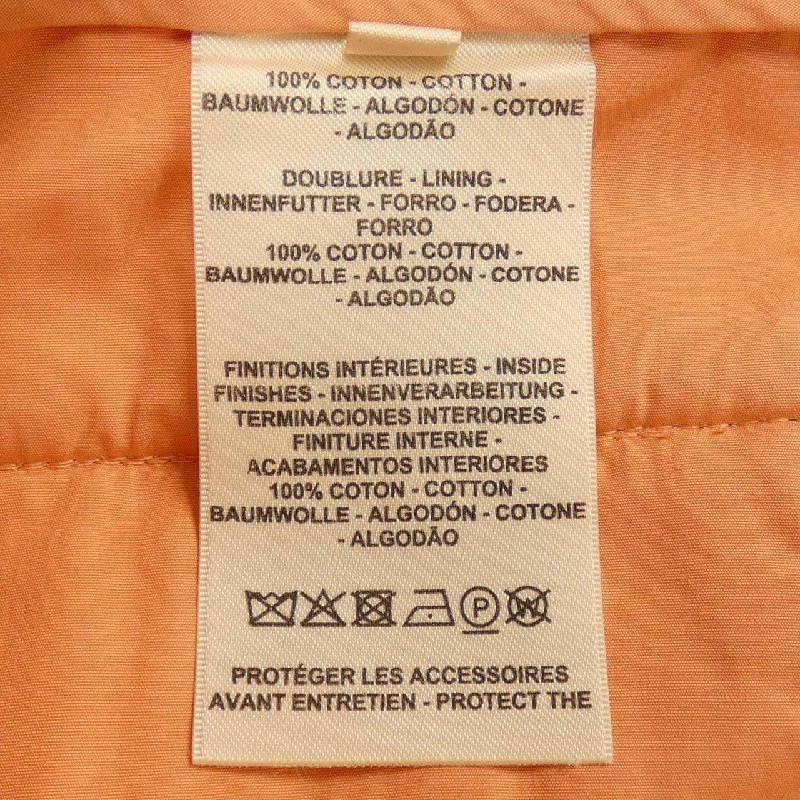 100% COTON - COTTON -
BAUMWOLLE - ALGODÓN - COTONE
- ALGODÃO
DOUBLURE - LINING -
INNENFUTTER - FORRO - FODERA -
FORRO
100% COTON - COTTON -
BAUMWOLLE - ALGODÓN - COTONE
- ALGODÃO
FINITIONS INTÉRIEURES - INSIDE
FINISHES - INNENVERARBEITUNG -
TERMINACIONES INTERIORES -
FINITURE INTERNE -
ACABAMENTOS INTERIORES
100% COTON - COTTON -
BAUMWOLLE - ALGODÓN - COTONE
- ALGODÃO
P W
PROTÉGER LES ACCESSOIRES
AVANT ENTRETIEN - PROTECT THE